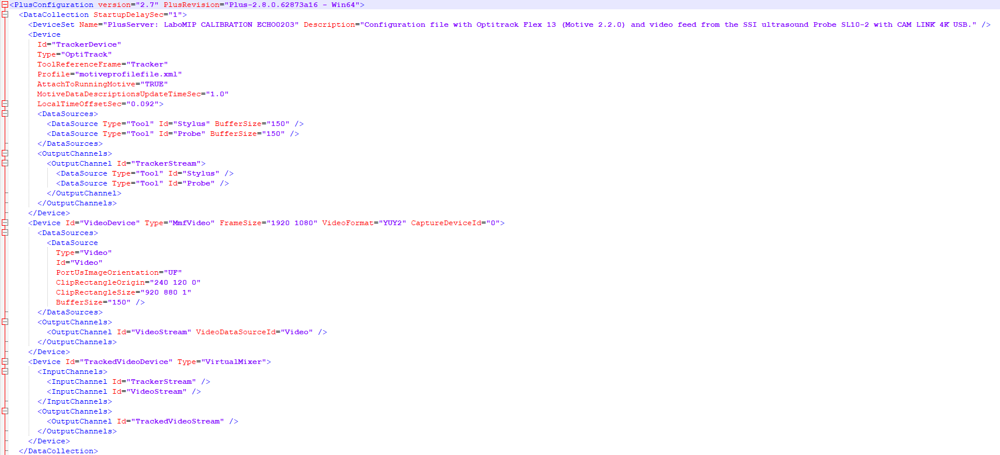 <PlusConfiguration version="2.7" PlusRevision="Plus-2.8.0.62873a16 - Win64">
<DataCollection StartupDelaySec="1">
<DeviceSet Name="PlusServer: LaboMIP CALIBRATION ECHO0203" Description="Configuration file with Optitrack Flex 13 (Motive 2.2.0) and video feed from the SSI ultrasound Probe SL10-2 with CAM LINK 4K USB." />
<Device
Id="TrackerDevice"
Type="OptiTrack"
ToolReferenceFrame="Tracker"
Profile="motiveprofilefile.xml"
AttachToRunningMotive="TRUE"
MotiveDataDescriptionsUpdateTimeSec="1.0"
LocalTimeOffsetSec="0.092">
<DataSources>
<DataSource Type="Tool" Id="Stylus" BufferSize="150" />
<DataSource Type="Tool" Id="Probe" BufferSize="150" />
</DataSources>
<OutputChannels>
<OutputChannel Id="TrackerStream">
<DataSource Type="Tool" Id="Stylus" />
<DataSource Type="Tool" Id="Probe" />
</OutputChannel>
</OutputChannels>
</Device>
<Device Id="VideoDevice" Type="MmfVideo" FrameSize="1920 1080" VideoFormat="YUY2" CaptureDeviceId="0">
<DataSources>
<DataSource
Type="Video"
Id="Video"
PortUsImageOrientation="UF"
ClipRectangleOrigin="240 120 0"
ClipRectangleSize="920 880 1"
BufferSize="150" />
</DataSources>
<OutputChannels>
<OutputChannel Id="VideoStream" VideoDataSourceId="Video" />
</OutputChannels>
</Device>
<Device Id="TrackedVideoDevice" Type="VirtualMixer">
<InputChannels>
<InputChannel Id="TrackerStream" />
<InputChannel Id="VideoStream" />
</InputChannels>
<OutputChannels>
<OutputChannel Id="TrackedVideoStream" />
</OutputChannels>
</Device>
</DataCollection>